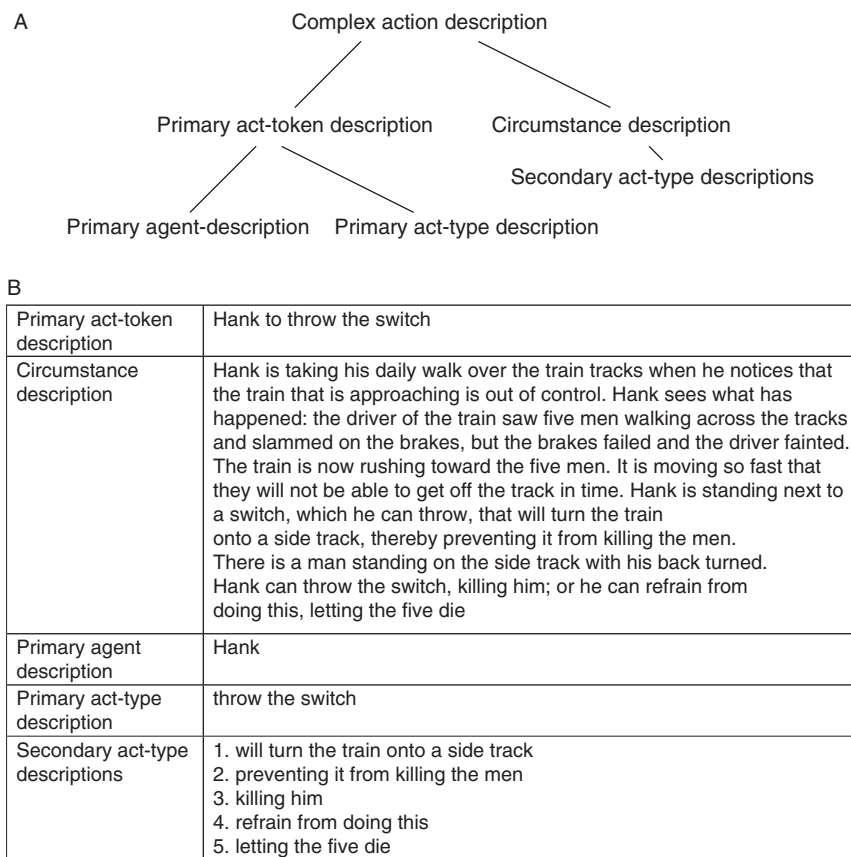 A
Complex action description
Primary act-token description
Circumstance description
Secondary act-type descriptions
Primary agent-description
Primary act-type description
B
Primary act-token
description
Hank to throw the switch
Circumstance
description
Hank is taking his daily walk over the train tracks when he notices that
the train that is approaching is out of control. Hank sees what has
happened: the driver of the train saw five men walking across the tracks
and slammed on the brakes, but the brakes failed and the driver fainted.
The train is now rushing toward the five men. It is moving so fast that
they will not be able to get off the track in time. Hank is standing next to
a switch, which he can throw, that will turn the train
onto a side track, thereby preventing it from killing the men.
There is a man standing on the side track with his back turned.
Hank can throw the switch, killing him; or he can refrain from
doing this, letting the five die
Primary agent
description
Hank
Primary act-type
description
throw the switch
Secondary act-type
descriptions
1. will turn the train onto a side track
2. preventing it from killing the men
3. killing him
4. refrain from doing this
5. letting the five die